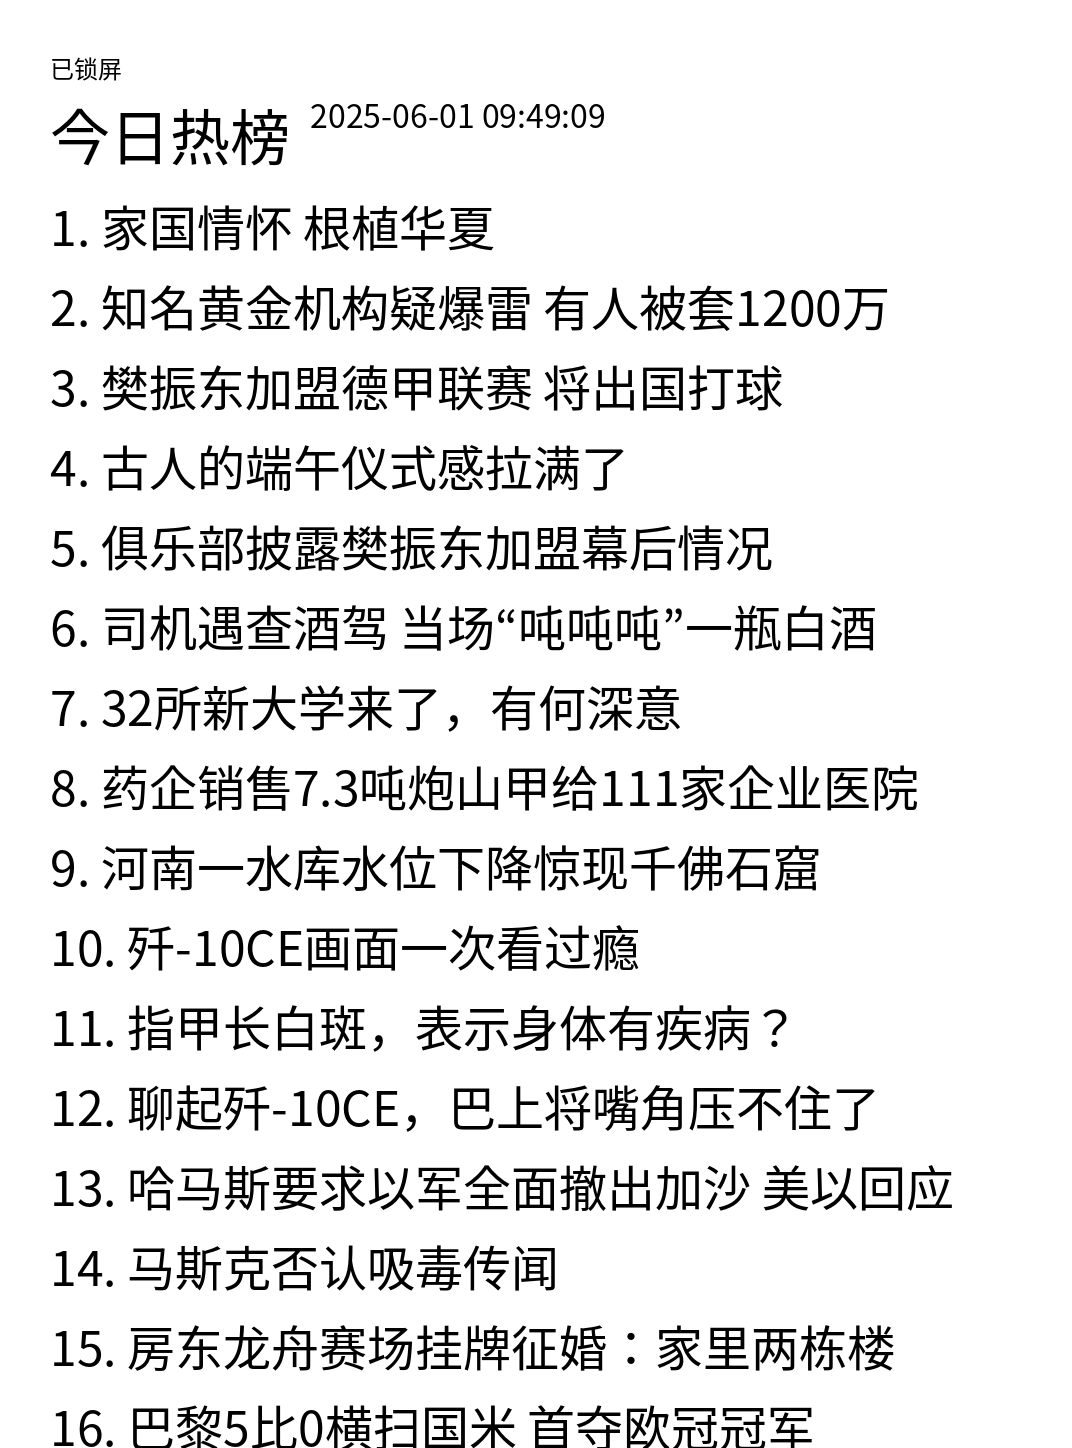 已锁屏
今日热榜 2025-06-01 09:49:09
1. 家国情怀 根植华夏
2. 知名黄金机构疑爆雷 有人被套1200万
3. 樊振东加盟德甲联赛 将出国打球
4. 古人的端午仪式感拉满了
5. 俱乐部披露樊振东加盟幕后情况
6. 司机遇查酒驾 当场“吨吨吨”一瓶白酒
7. 32所新大学来了，有何深意
8. 药企销售7.3吨炮山甲给111家企业医院
9. 河南一水库水位下降惊现千佛石窟
10. 歼-10CE画面一次看过瘾
11. 指甲长白斑，表示身体有疾病？
12. 聊起歼-10CE，巴上将嘴角压不住了
13. 哈马斯要求以军全面撤出加沙 美以回应
14. 马斯克否认吸毒传闻
15. 房东龙舟赛场挂牌征婚：家里两栋楼
16. 巴黎5比0横扫国米 首夺欧冠冠军